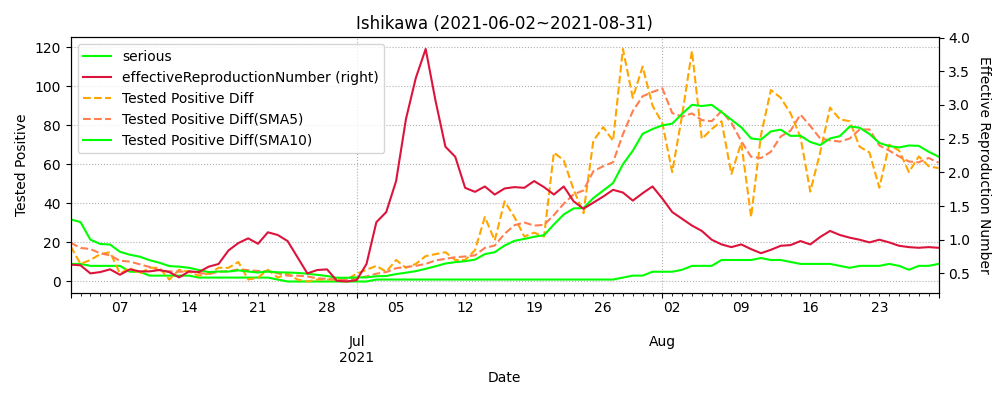 Ishikawa (2021-06-02~2021-08-31)
serious
effectiveReproductionNumber (right)
Tested Positive Diff
Tested Positive Diff(SMA5)
Tested Positive Diff(SMA10)
Tested Positive
120
100
80
60
40
20
0
4.0
3.5
3.0
2.5
2.0
1.5
1.0
0.5
Effective Reproduction Number
07 14 21 28 05 12 19 26 02 09 16 23
Jul Aug
2021
Date